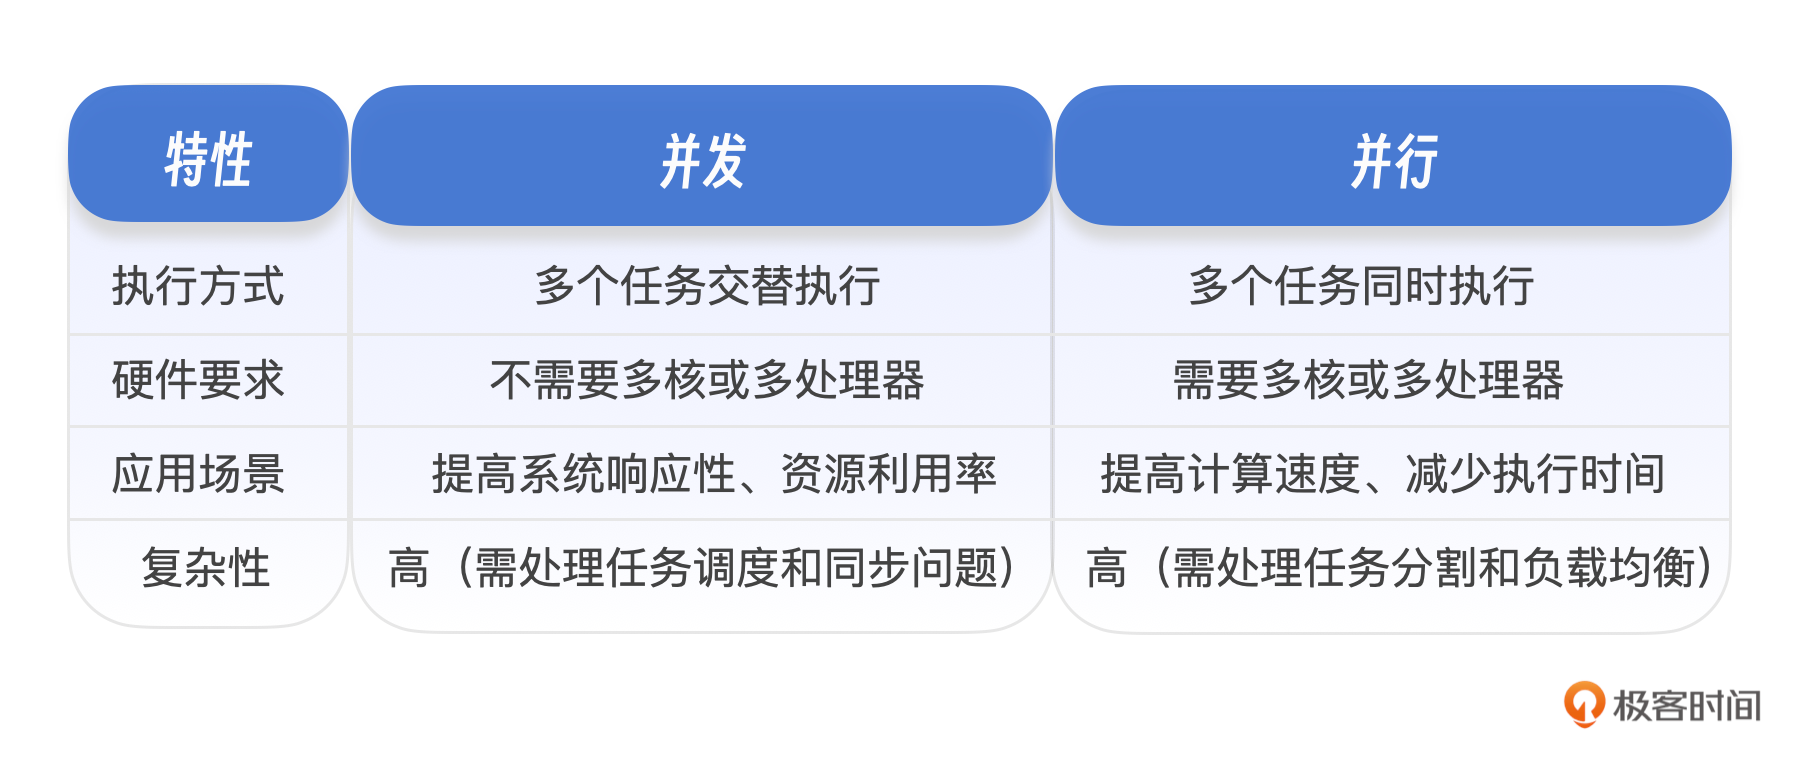 特性 并发 并行
执行方式 多个任务交替执行 多个任务同时执行
硬件要求 不需要多核或多处理器 需要多核或多处理器
应用场景 提高系统响应性、资源利用率 提高计算速度、减少执行时间
复杂性 高（需处理任务调度和同步问题） 高（需处理任务分割和负载均衡）
极客时间